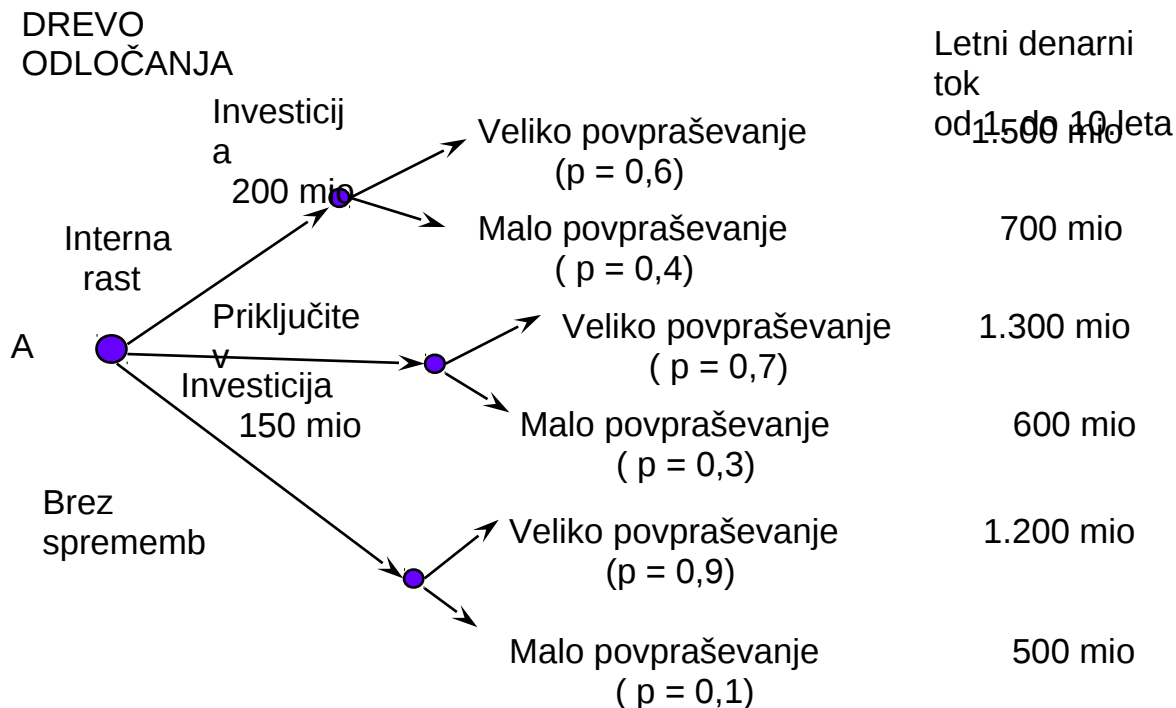 DREVO
ODLOČANJA
Letni denarni
tok
od 1. do 10.leta
Investicij
a
200 mio
Veliko povpraševanje
(p = 0,6)
1.500 mio
Malo povpraševanje
( p = 0,4)
700 mio
Interna
rast
Priključite
v
Veliko povpraševanje
( p = 0,7)
1.300 mio
A
Investicija
150 mio
Malo povpraševanje
( p = 0,3)
600 mio
Brez
sprememb
Veliko povpraševanje
(p = 0,9)
1.200 mio
Malo povpraševanje
( p = 0,1)
500 mio